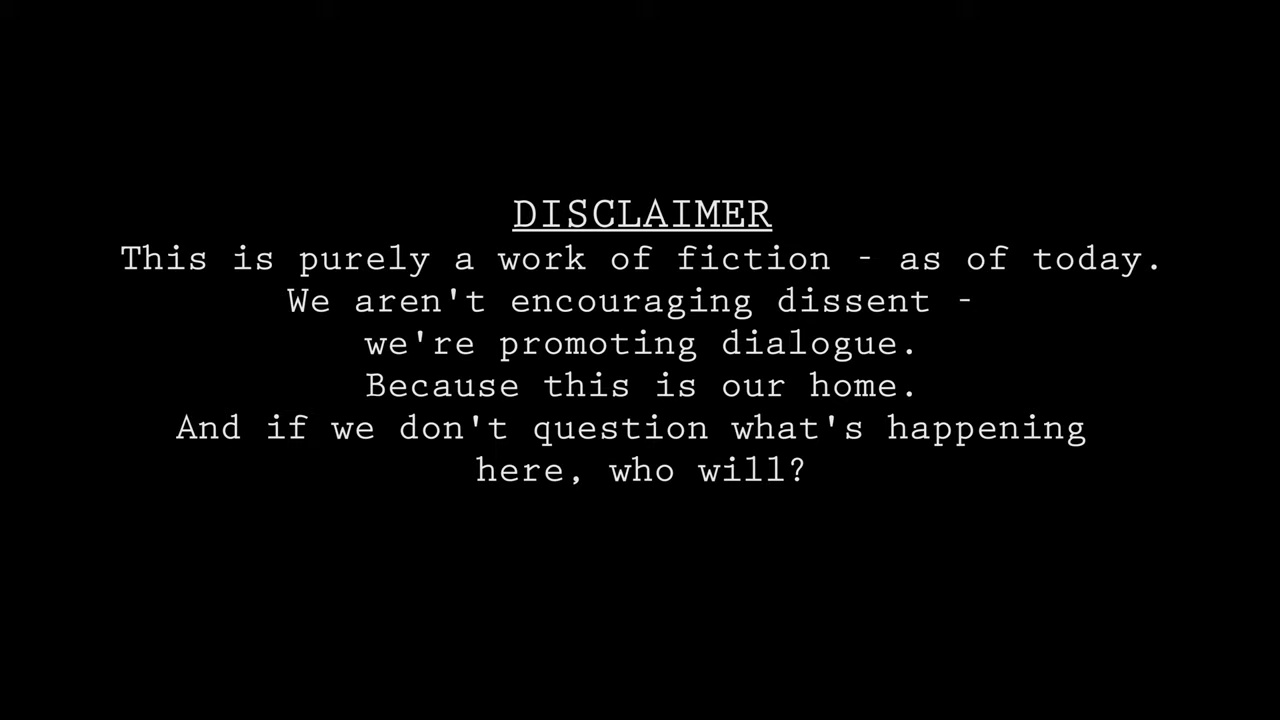 DISCLAIMER
This is purely a work of fiction - as of today.
We aren't encouraging dissent -
we're promoting dialogue.
Because this is our home.
And if we don't question what's happening
here, who will?